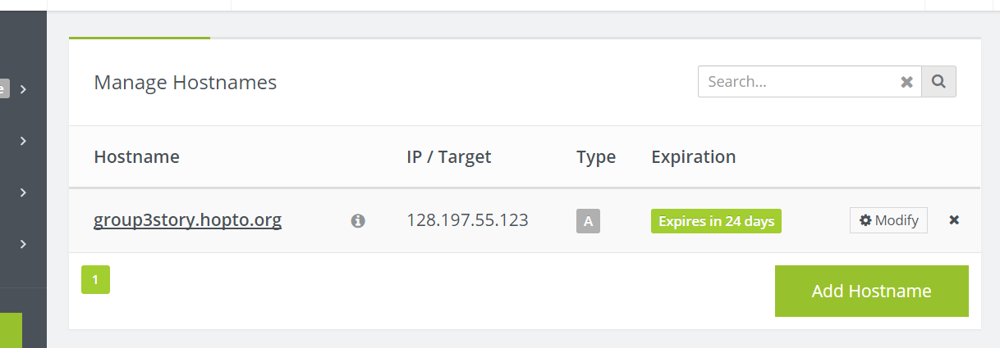 Manage Hostnames
Search...
Hostname IP / Target Type Expiration
group3story.hopto.org 128.197.55.123 A Expires in 24 days Modify
1
Add Hostname